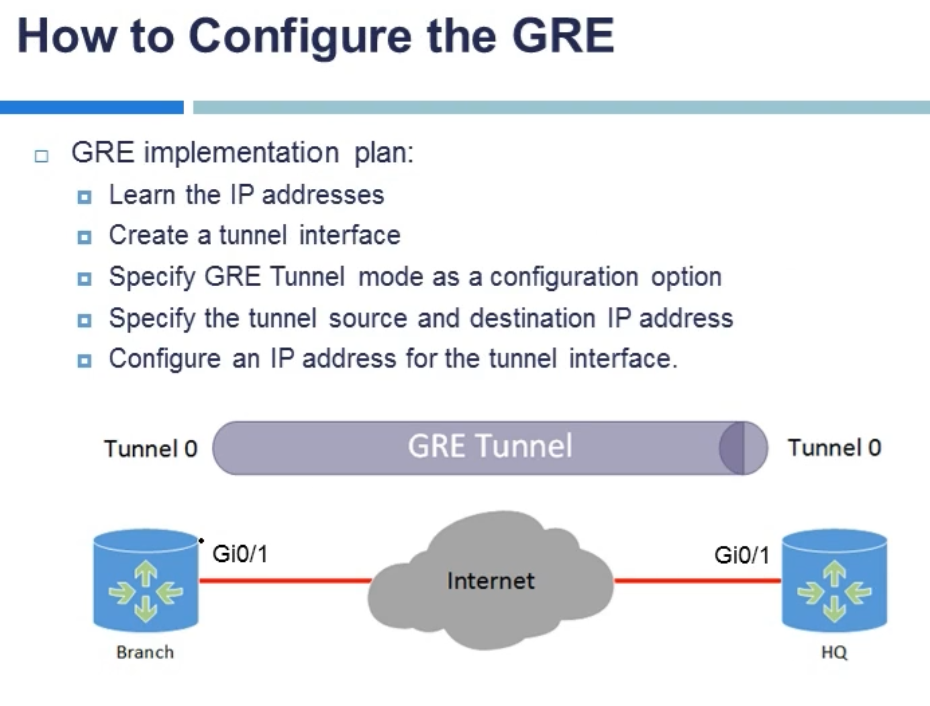 How to Configure the GRE
GRE implementation plan:
Learn the IP addresses
Create a tunnel interface
Specify GRE Tunnel mode as a configuration option
Specify the tunnel source and destination IP address
Configure an IP address for the tunnel interface.
Tunnel 0
GRE Tunnel
Tunnel 0
Gi0/1
Internet
Gi0/1
Branch
HQ